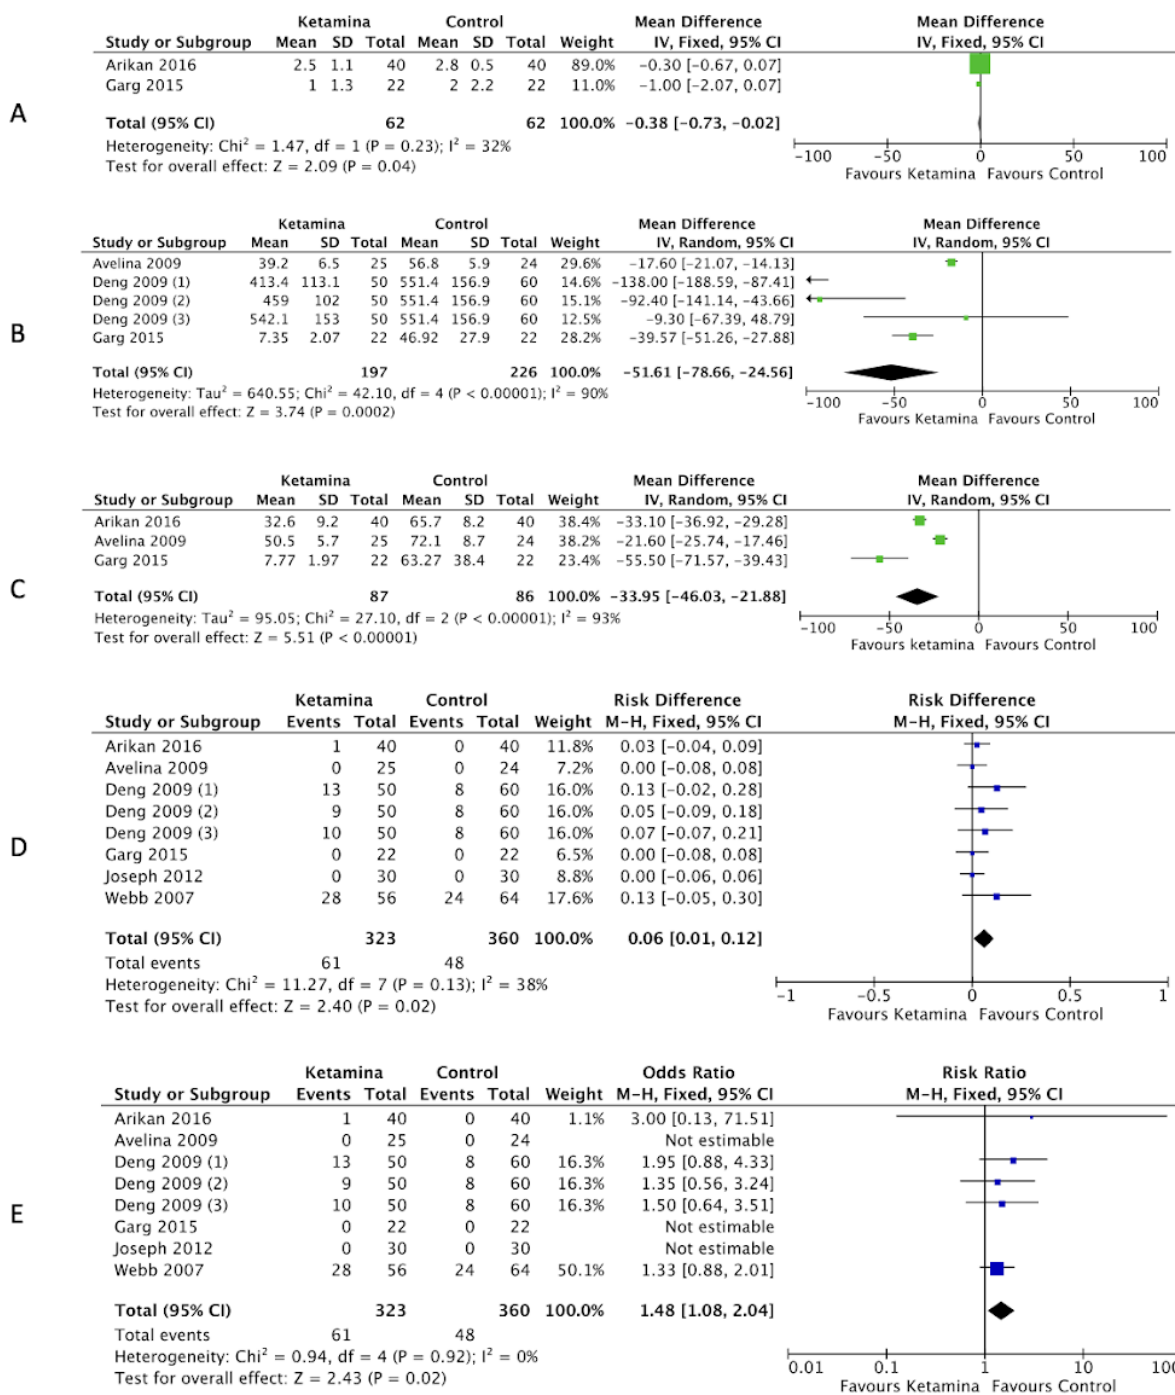 A
Ketamina Control Mean Difference Mean Difference
Study or Subgroup Mean SD Total Mean SD Total Weight IV, Fixed, 95% CI IV, Fixed, 95% CI
Arikan 2016 2.5 1.1 40 2.8 0.5 40 89.0% −0.30 [−0.67, 0.07]
Garg 2015 1 1.3 22 2 2.2 22 11.0% −1.00 [−2.07, 0.07]
Total (95% CI) 62 62 100.0% −0.38 [−0.73, −0.02]
Heterogeneity: Chi² = 1.47, df = 1 (P = 0.23); I² = 32%
Test for overall effect: Z = 2.09 (P = 0.04)
−100 −50 0 50 100
Favours Ketamina Favours Control
B
Ketamina Control Mean Difference Mean Difference
Study or Subgroup Mean SD Total Mean SD Total Weight IV, Random, 95% CI IV, Random, 95% CI
Avelina 2009 39.2 6.5 25 56.8 5.9 24 29.6% −17.60 [−21.07, −14.13]
Deng 2009 (1) 413.4 113.1 50 551.4 156.9 60 14.6% −138.00 [−188.59, −87.41]
Deng 2009 (2) 459 102 50 551.4 156.9 60 15.1% −92.40 [−141.14, −43.66]
Deng 2009 (3) 542.1 153 50 551.4 156.9 60 12.5% −9.30 [−67.39, 48.79]
Garg 2015 7.35 2.07 22 46.92 27.9 22 28.2% −39.57 [−51.26, −27.88]
Total (95% CI) 197 226 100.0% −51.61 [−78.66, −24.56]
Heterogeneity: Tau² = 640.55; Chi² = 42.10, df = 4 (P < 0.00001); I² = 90%
Test for overall effect: Z = 3.74 (P = 0.0002)
−100 −50 0 50 100
Favours Ketamina Favours Control
C
Ketamina Control Mean Difference Mean Difference
Study or Subgroup Mean SD Total Mean SD Total Weight IV, Random, 95% CI IV, Random, 95% CI
Arikan 2016 32.6 9.2 40 65.7 8.2 40 38.4% −33.10 [−36.92, −29.28]
Avelina 2009 50.5 5.7 25 72.1 8.7 24 38.2% −21.60 [−25.74, −17.46]
Garg 2015 7.77 1.97 22 63.27 38.4 22 23.4% −55.50 [−71.57, −39.43]
Total (95% CI) 87 86 100.0% −33.95 [−46.03, −21.88]
Heterogeneity: Tau² = 95.05; Chi² = 27.10, df = 2 (P < 0.00001); I² = 93%
Test for overall effect: Z = 5.51 (P < 0.00001)
−100 −50 0 50 100
Favours ketamina Favours Control
D
Ketamina Control Risk Difference Risk Difference
Study or Subgroup Events Total Events Total Weight M-H, Fixed, 95% CI M-H, Fixed, 95% CI
Arikan 2016 1 40 0 40 11.8% 0.03 [−0.04, 0.09]
Avelina 2009 0 25 0 24 7.2% 0.00 [−0.08, 0.08]
Deng 2009 (1) 13 50 8 60 16.0% 0.13 [−0.02, 0.28]
Deng 2009 (2) 9 50 8 60 16.0% 0.05 [−0.09, 0.18]
Deng 2009 (3) 10 50 8 60 16.0% 0.07 [−0.07, 0.21]
Garg 2015 0 22 0 22 6.5% 0.00 [−0.08, 0.08]
Joseph 2012 0 30 0 30 8.8% 0.00 [−0.06, 0.06]
Webb 2007 28 56 24 64 17.6% 0.13 [−0.05, 0.30]
Total (95% CI) 323 360 100.0% 0.06 [0.01, 0.12]
Total events 61 48
Heterogeneity: Chi² = 11.27, df = 7 (P = 0.13); I² = 38%
Test for overall effect: Z = 2.40 (P = 0.02)
−1 −0.5 0 0.5 1
Favours Ketamina Favours Control
E
Ketamina Control Odds Ratio Risk Ratio
Study or Subgroup Events Total Events Total Weight M-H, Fixed, 95% CI M-H, Fixed, 95% CI
Arikan 2016 1 40 0 40 1.1% 3.00 [0.13, 71.51]
Avelina 2009 0 25 0 24 Not estimable
Deng 2009 (1) 13 50 8 60 16.3% 1.95 [0.88, 4.33]
Deng 2009 (2) 9 50 8 60 16.3% 1.35 [0.56, 3.24]
Deng 2009 (3) 10 50 8 60 16.3% 1.50 [0.64, 3.51]
Garg 2015 0 22 0 22 Not estimable
Joseph 2012 0 30 0 30 Not estimable
Webb 2007 28 56 24 64 50.1% 1.33 [0.88, 2.01]
Total (95% CI) 323 360 100.0% 1.48 [1.08, 2.04]
Total events 61 48
Heterogeneity: Chi² = 0.94, df = 4 (P = 0.92); I² = 0%
Test for overall effect: Z = 2.43 (P = 0.02)
0.01 0.1 1 10 100
Favours Ketamina Favours Control